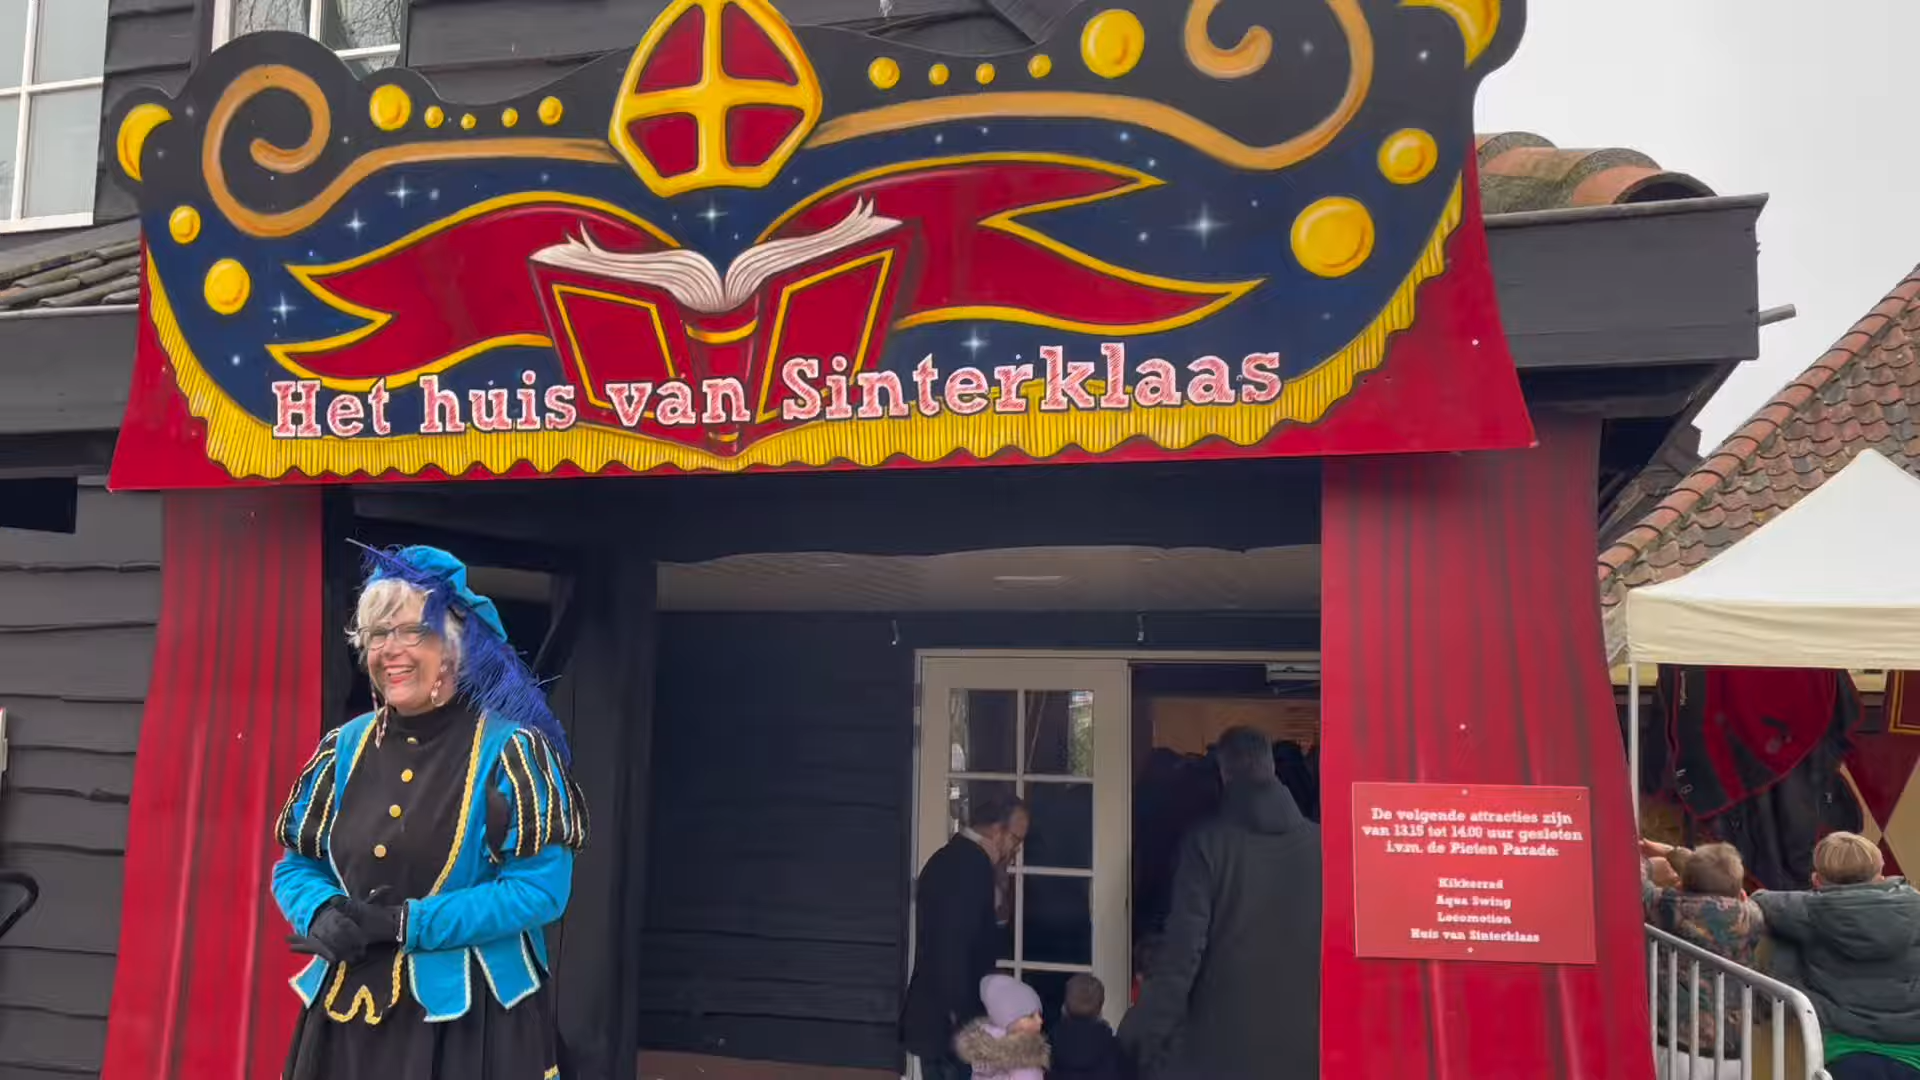 Het huis van Sinterklaas
De volgende attracties zijn
van 13.15 tot 14.00 uur gesloten
i.v.m. de Pieten Parade:
Kikkerrad
Aqua Swing
Locomotion
Huis van Sinterklaas